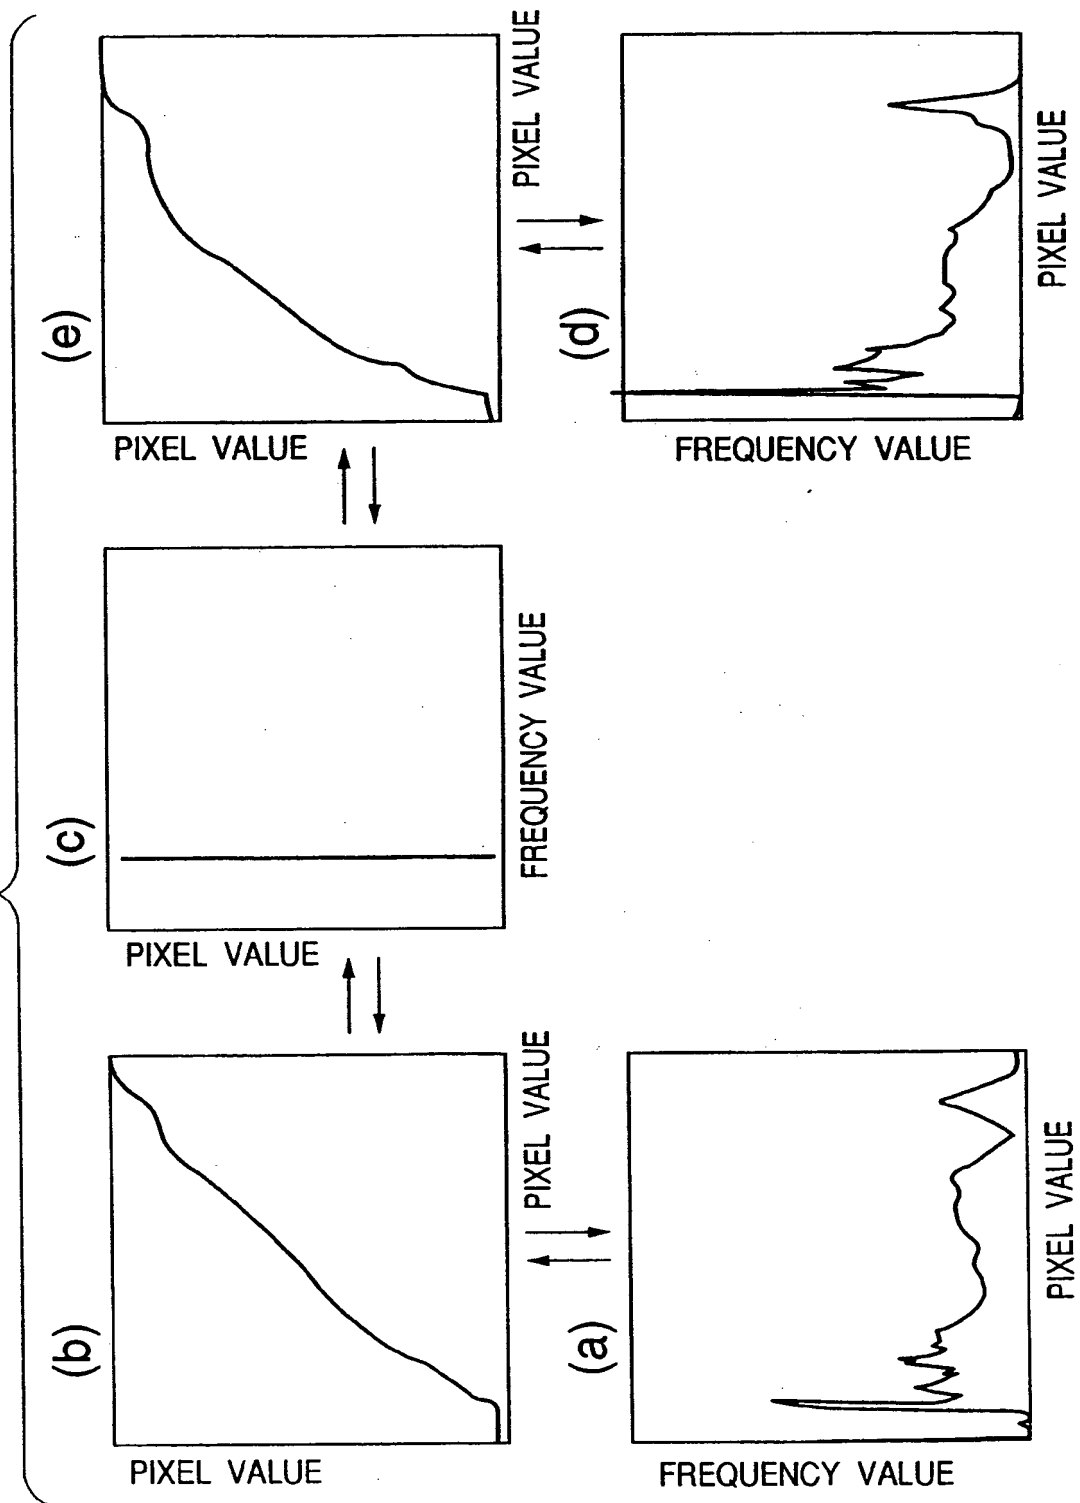 (b)
PIXEL VALUE
PIXEL VALUE
(c)
PIXEL VALUE
FREQUENCY VALUE
(e)
PIXEL VALUE
PIXEL VALUE
(a)
FREQUENCY VALUE
PIXEL VALUE
(d)
FREQUENCY VALUE
PIXEL VALUE